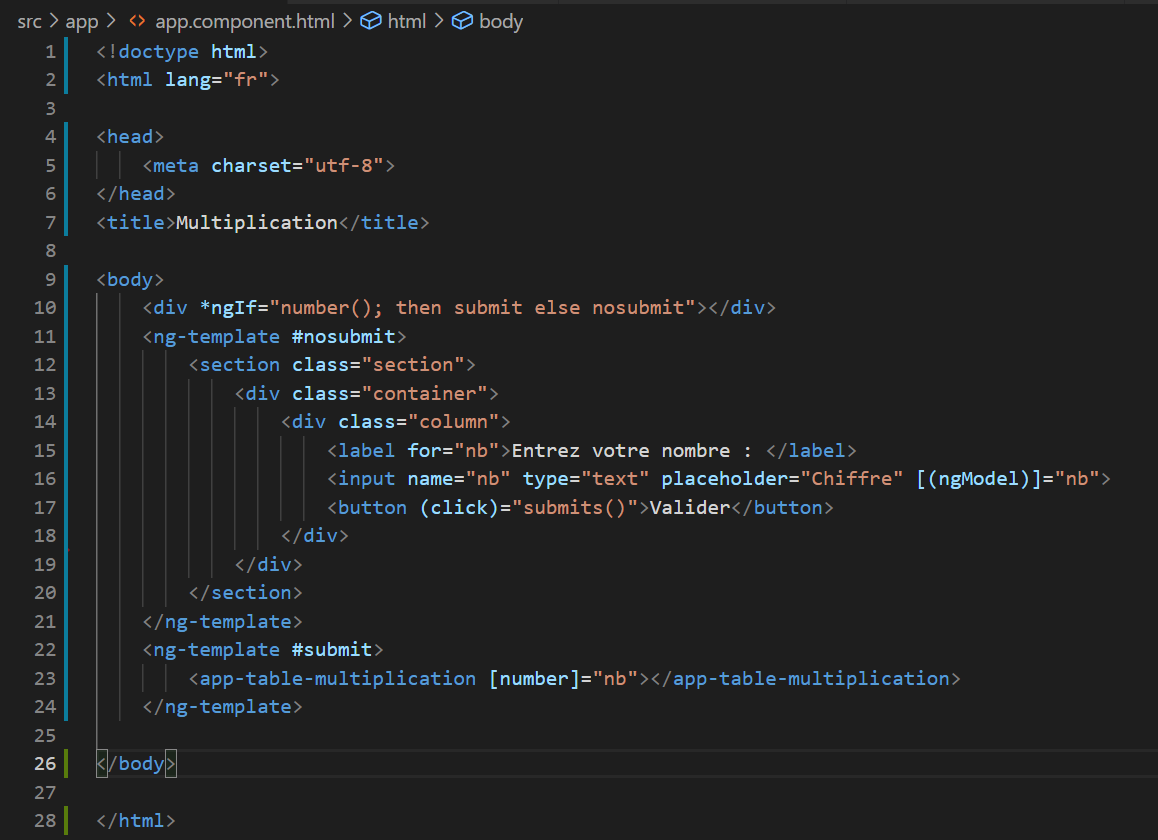 src > app > <> app.component.html > html > body
1 <!doctype html>
2 <html lang="fr">
3
4 <head>
5     <meta charset="utf-8">
6 </head>
7 <title>Multiplication</title>
8
9 <body>
10     <div *ngIf="number(); then submit else nosubmit"></div>
11     <ng-template #nosubmit>
12         <section class="section">
13             <div class="container">
14                 <div class="column">
15                     <label for="nb">Entrez votre nombre : </label>
16                     <input name="nb" type="text" placeholder="Chiffre" [(ngModel)]="nb">
17                     <button (click)="submits()">Valider</button>
18                 </div>
19             </div>
20         </section>
21     </ng-template>
22     <ng-template #submit>
23         <app-table-multiplication [number]="nb"></app-table-multiplication>
24     </ng-template>
25
26 </body>
27
28 </html>